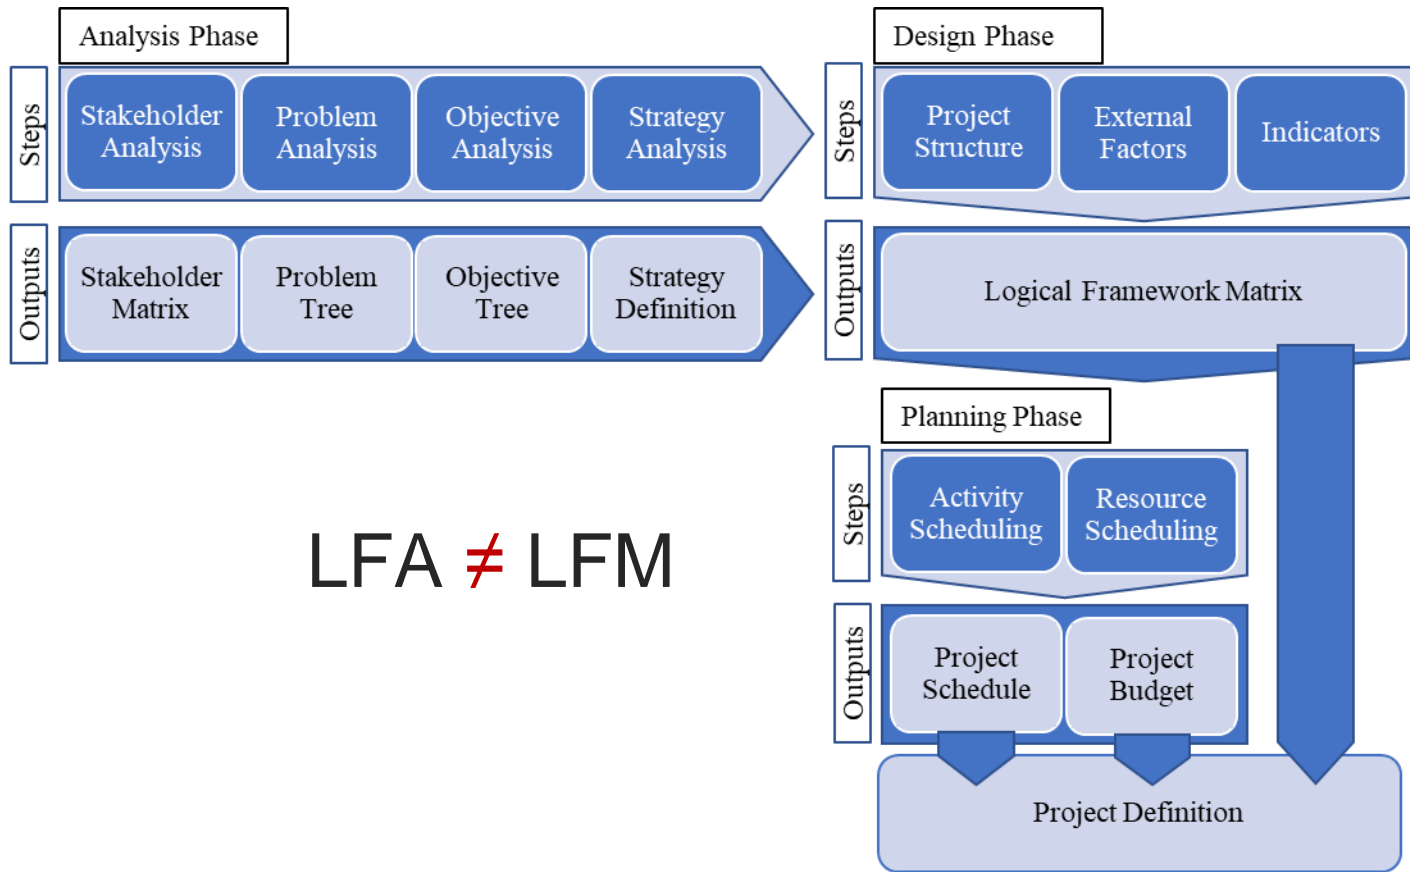 Analysis Phase
Steps
Stakeholder
Analysis
Problem
Analysis
Objective
Analysis
Strategy
Analysis
Outputs
Stakeholder
Matrix
Problem
Tree
Objective
Tree
Strategy
Definition
Design Phase
Steps
Project
Structure
External
Factors
Indicators
Outputs
Logical Framework Matrix
Planning Phase
Steps
Activity
Scheduling
Resource
Scheduling
Outputs
Project
Schedule
Project
Budget
Project Definition
LFA ≠ LFM